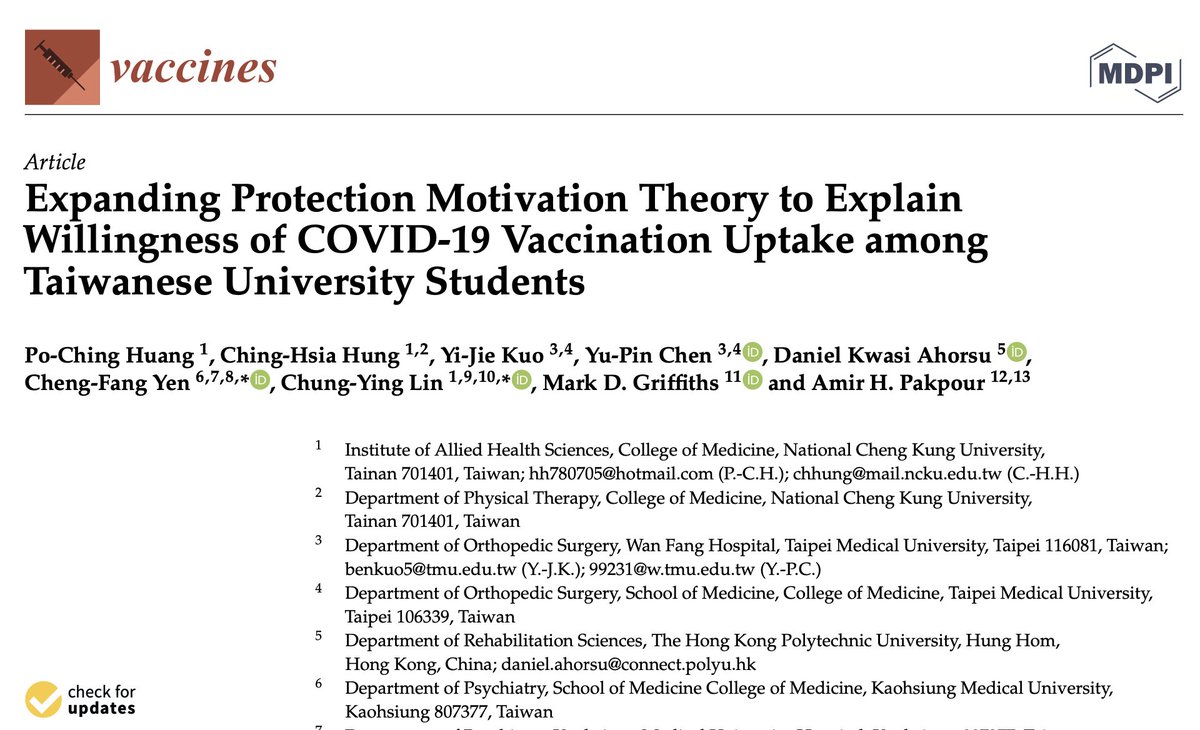 vaccines
MDPI
Article
Expanding Protection Motivation Theory to Explain
Willingness of COVID-19 Vaccination Uptake among
Taiwanese University Students
Po-Ching Huang 1, Ching-Hsia Hung 1,2, Yi-Jie Kuo 3,4, Yu-Pin Chen 3,4 iD, Daniel Kwasi Ahorsu 5 iD,
Cheng-Fang Yen 6,7,8,* iD, Chung-Ying Lin 1,9,10,* iD, Mark D. Griffiths 11 iD and Amir H. Pakpour 12,13
1 Institute of Allied Health Sciences, College of Medicine, National Cheng Kung University,
Tainan 701401, Taiwan; hh780705@hotmail.com (P.-C.H.); chhung@mail.ncku.edu.tw (C.-H.H.)
2 Department of Physical Therapy, College of Medicine, National Cheng Kung University,
Tainan 701401, Taiwan
3 Department of Orthopedic Surgery, Wan Fang Hospital, Taipei Medical University, Taipei 116081, Taiwan;
benkuo5@tmu.edu.tw (Y.-J.K.); 99231@w.tmu.edu.tw (Y.-P.C.)
4 Department of Orthopedic Surgery, School of Medicine, College of Medicine, Taipei Medical University,
Taipei 106339, Taiwan
5 Department of Rehabilitation Sciences, The Hong Kong Polytechnic University, Hung Hom,
Hong Kong, China; daniel.ahorsu@connect.polyu.hk
6 Department of Psychiatry, School of Medicine College of Medicine, Kaohsiung Medical University,
Kaohsiung 807377, Taiwan
check for
updates